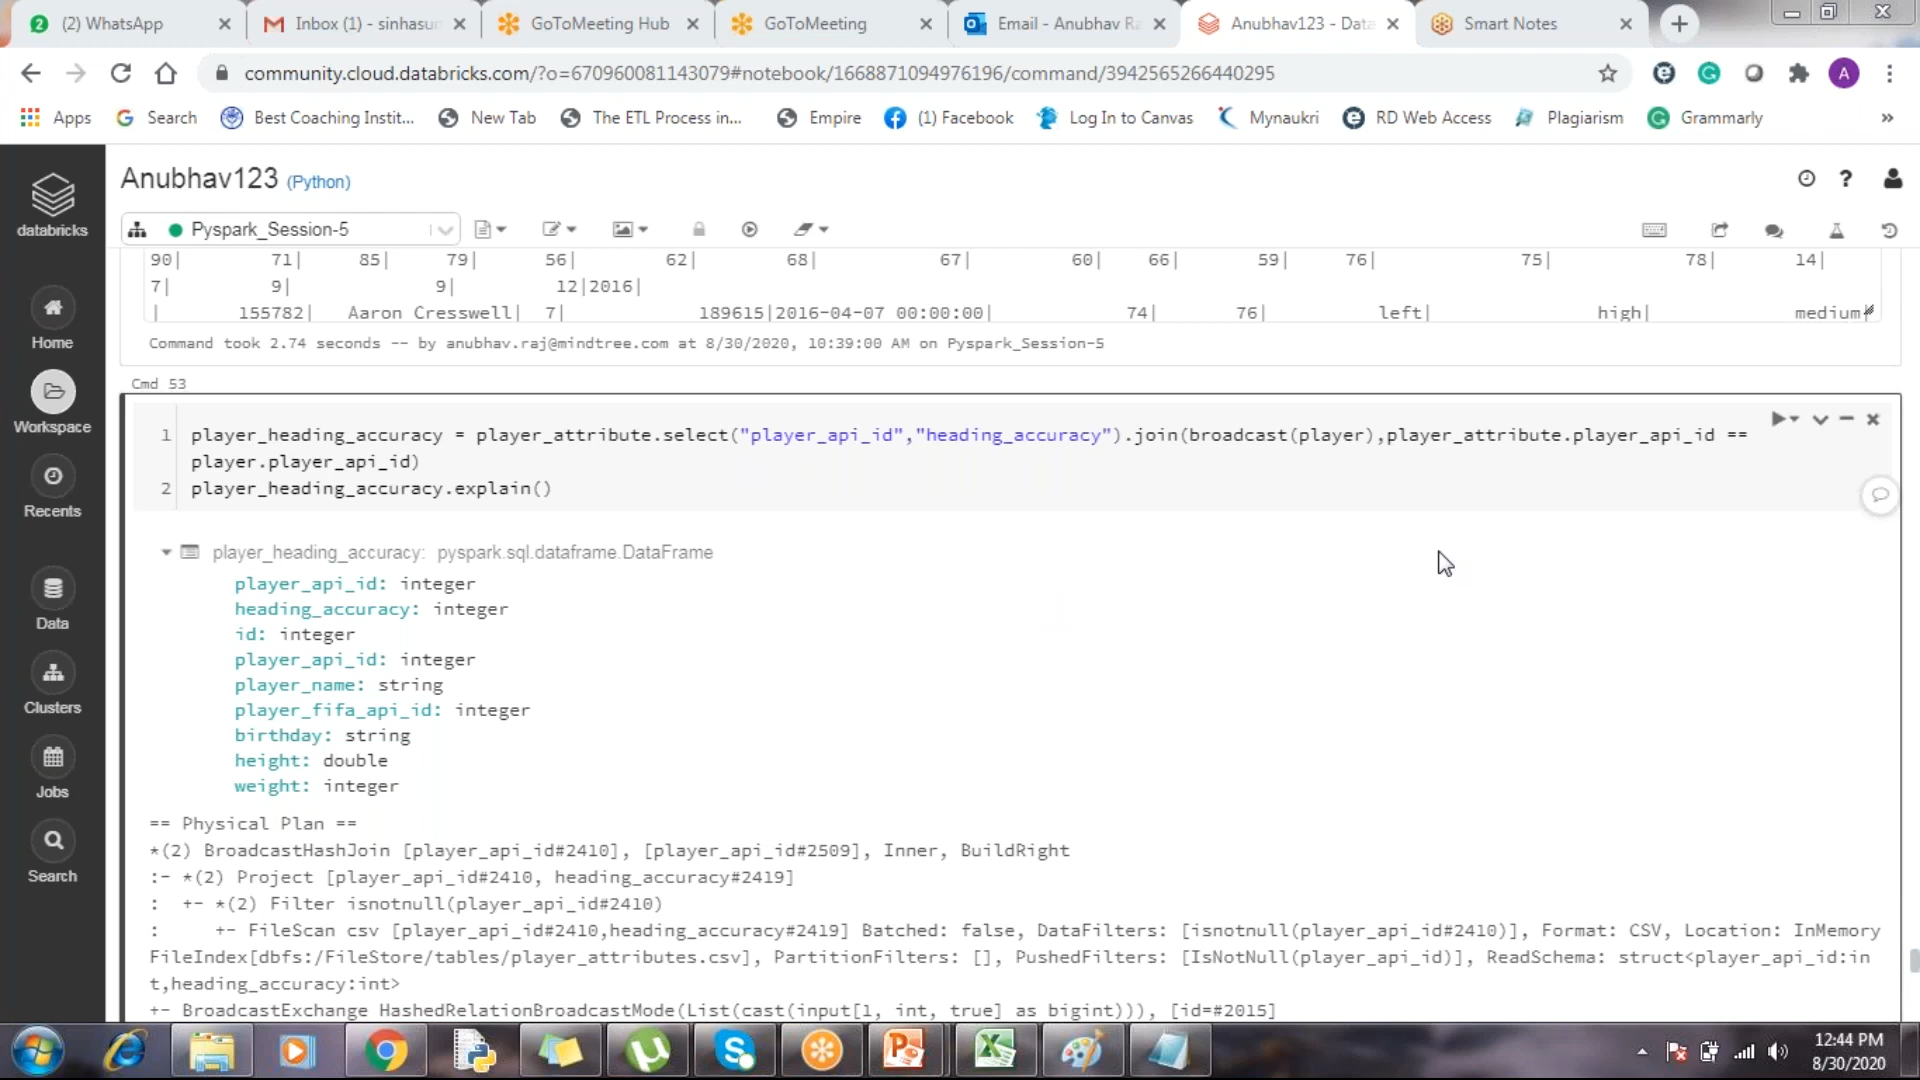 (2) WhatsApp
Inbox (1) - sinhasun
GoToMeeting Hub
GoToMeeting
Email - Anubhav Ra
Anubhav123 - Data
Smart Notes
community.cloud.databricks.com/?o=670960081143079#notebook/1668871094976196/command/3942565266440295
A
Apps
Search
Best Coaching Instit...
New Tab
The ETL Process in...
Empire
(1) Facebook
Log In to Canvas
Mynaukri
RD Web Access
Plagiarism
Grammarly
»
databricks
Home
Workspace
Recents
Data
Clusters
Jobs
Search
Anubhav123 (Python)
Pyspark_Session-5
90| 71| 85| 79| 56| 62| 68| 67| 60| 66| 59| 76| 75| 78| 14|
7| 9| 9| 12|2016|
| 155782| Aaron Cresswell| 7| 189615|2016-04-07 00:00:00| 74| 76| left| high| medium|
Command took 2.74 seconds -- by anubhav.raj@mindtree.com at 8/30/2020, 10:39:00 AM on Pyspark_Session-5
Cmd 53
1 player_heading_accuracy = player_attribute.select("player_api_id","heading_accuracy").join(broadcast(player),player_attribute.player_api_id ==
player.player_api_id)
2 player_heading_accuracy.explain()
player_heading_accuracy: pyspark.sql.dataframe.DataFrame
player_api_id: integer
heading_accuracy: integer
id: integer
player_api_id: integer
player_name: string
player_fifa_api_id: integer
birthday: string
height: double
weight: integer
== Physical Plan ==
*(2) BroadcastHashJoin [player_api_id#2410], [player_api_id#2509], Inner, BuildRight
:- *(2) Project [player_api_id#2410, heading_accuracy#2419]
: +- *(2) Filter isnotnull(player_api_id#2410)
: +- FileScan csv [player_api_id#2410,heading_accuracy#2419] Batched: false, DataFilters: [isnotnull(player_api_id#2410)], Format: CSV, Location: InMemory
FileIndex[dbfs:/FileStore/tables/player_attributes.csv], PartitionFilters: [], PushedFilters: [IsNotNull(player_api_id)], ReadSchema: struct<player_api_id:in
t,heading_accuracy:int>
+- BroadcastExchange HashedRelationBroadcastMode(List(cast(input[1, int, true] as bigint))), [id=#2015]
12:44 PM
8/30/2020